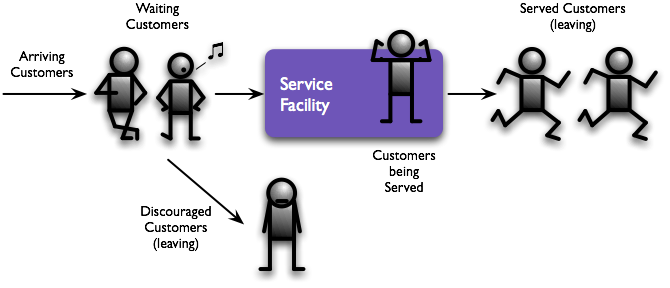 Waiting
Customers
Served Customers
(leaving)
Arriving
Customers
Service
Facility
Customers
being
Served
Discouraged
Customers
(leaving)